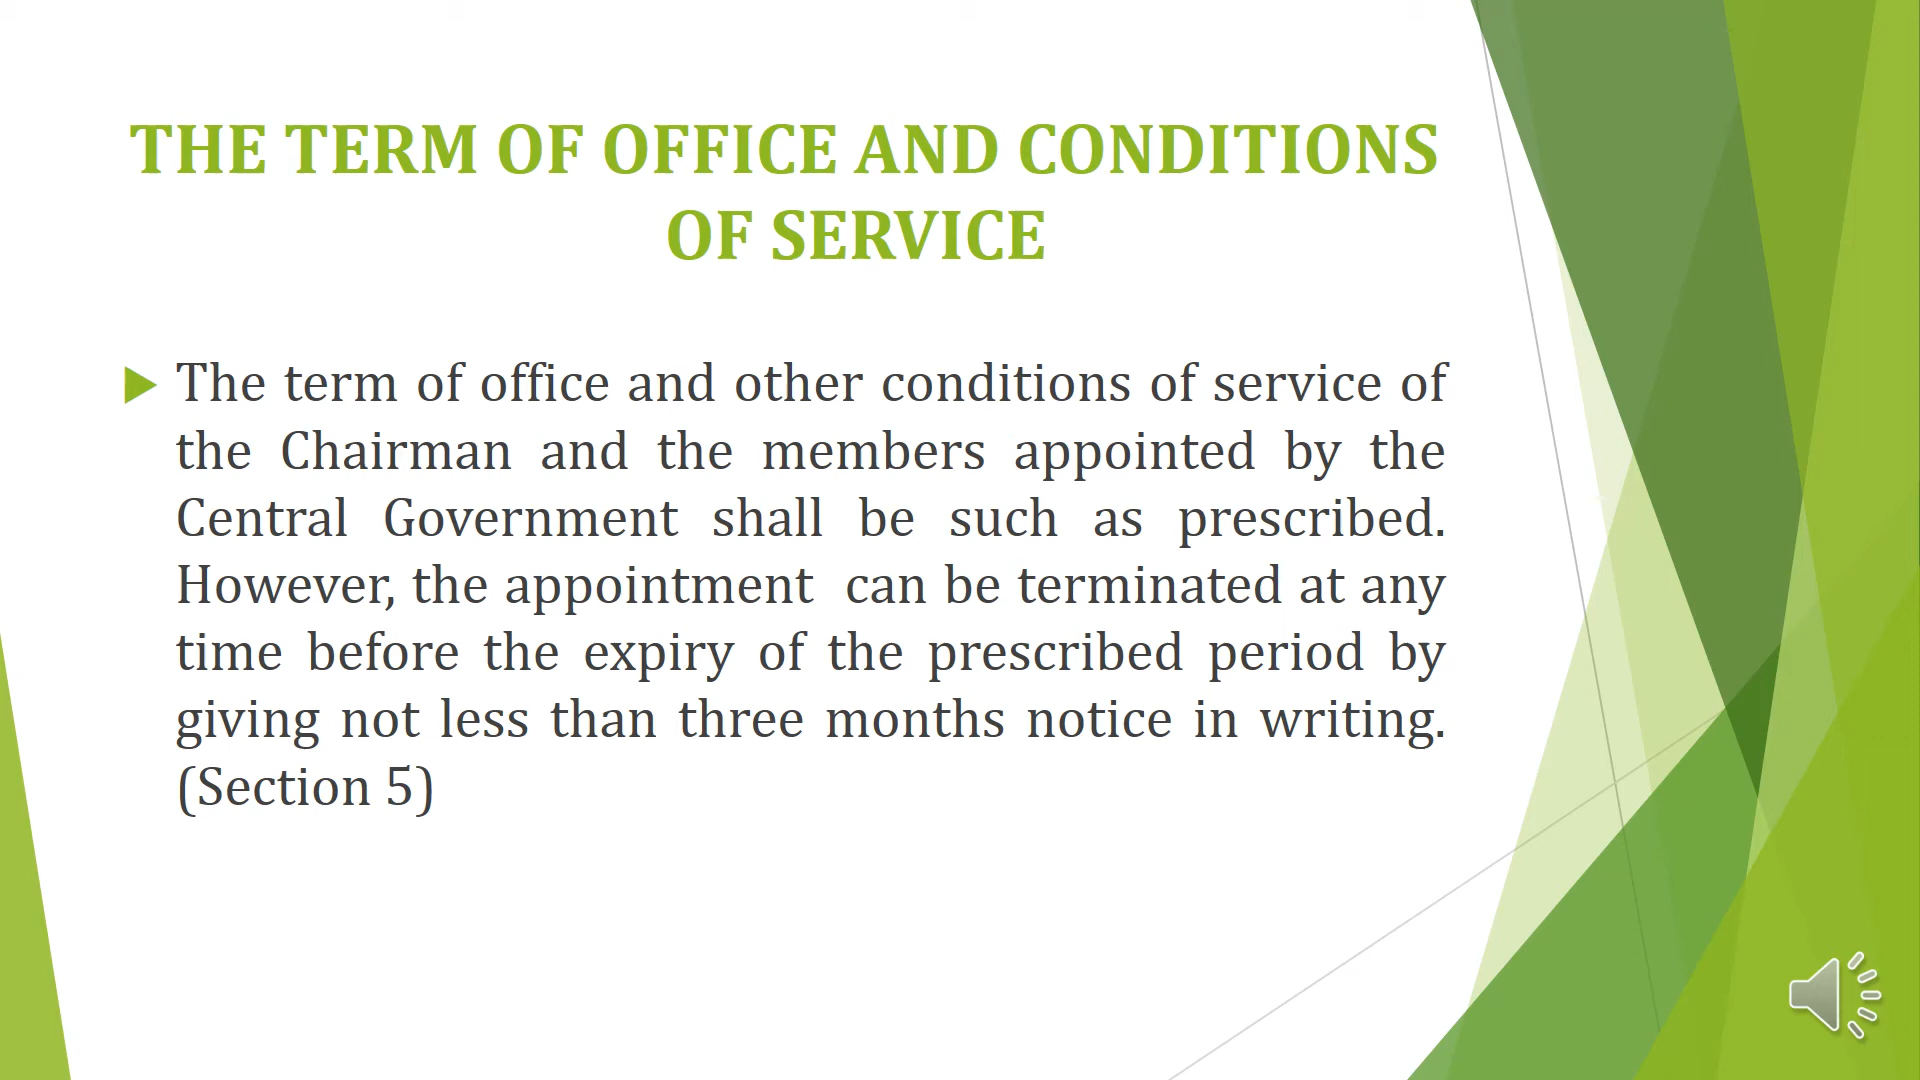 THE TERM OF OFFICE AND CONDITIONS
OF SERVICE
The term of office and other conditions of service of
the Chairman and the members appointed by the
Central Government shall be such as prescribed.
However, the appointment can be terminated at any
time before the expiry of the prescribed period by
giving not less than three months notice in writing.
(Section 5)